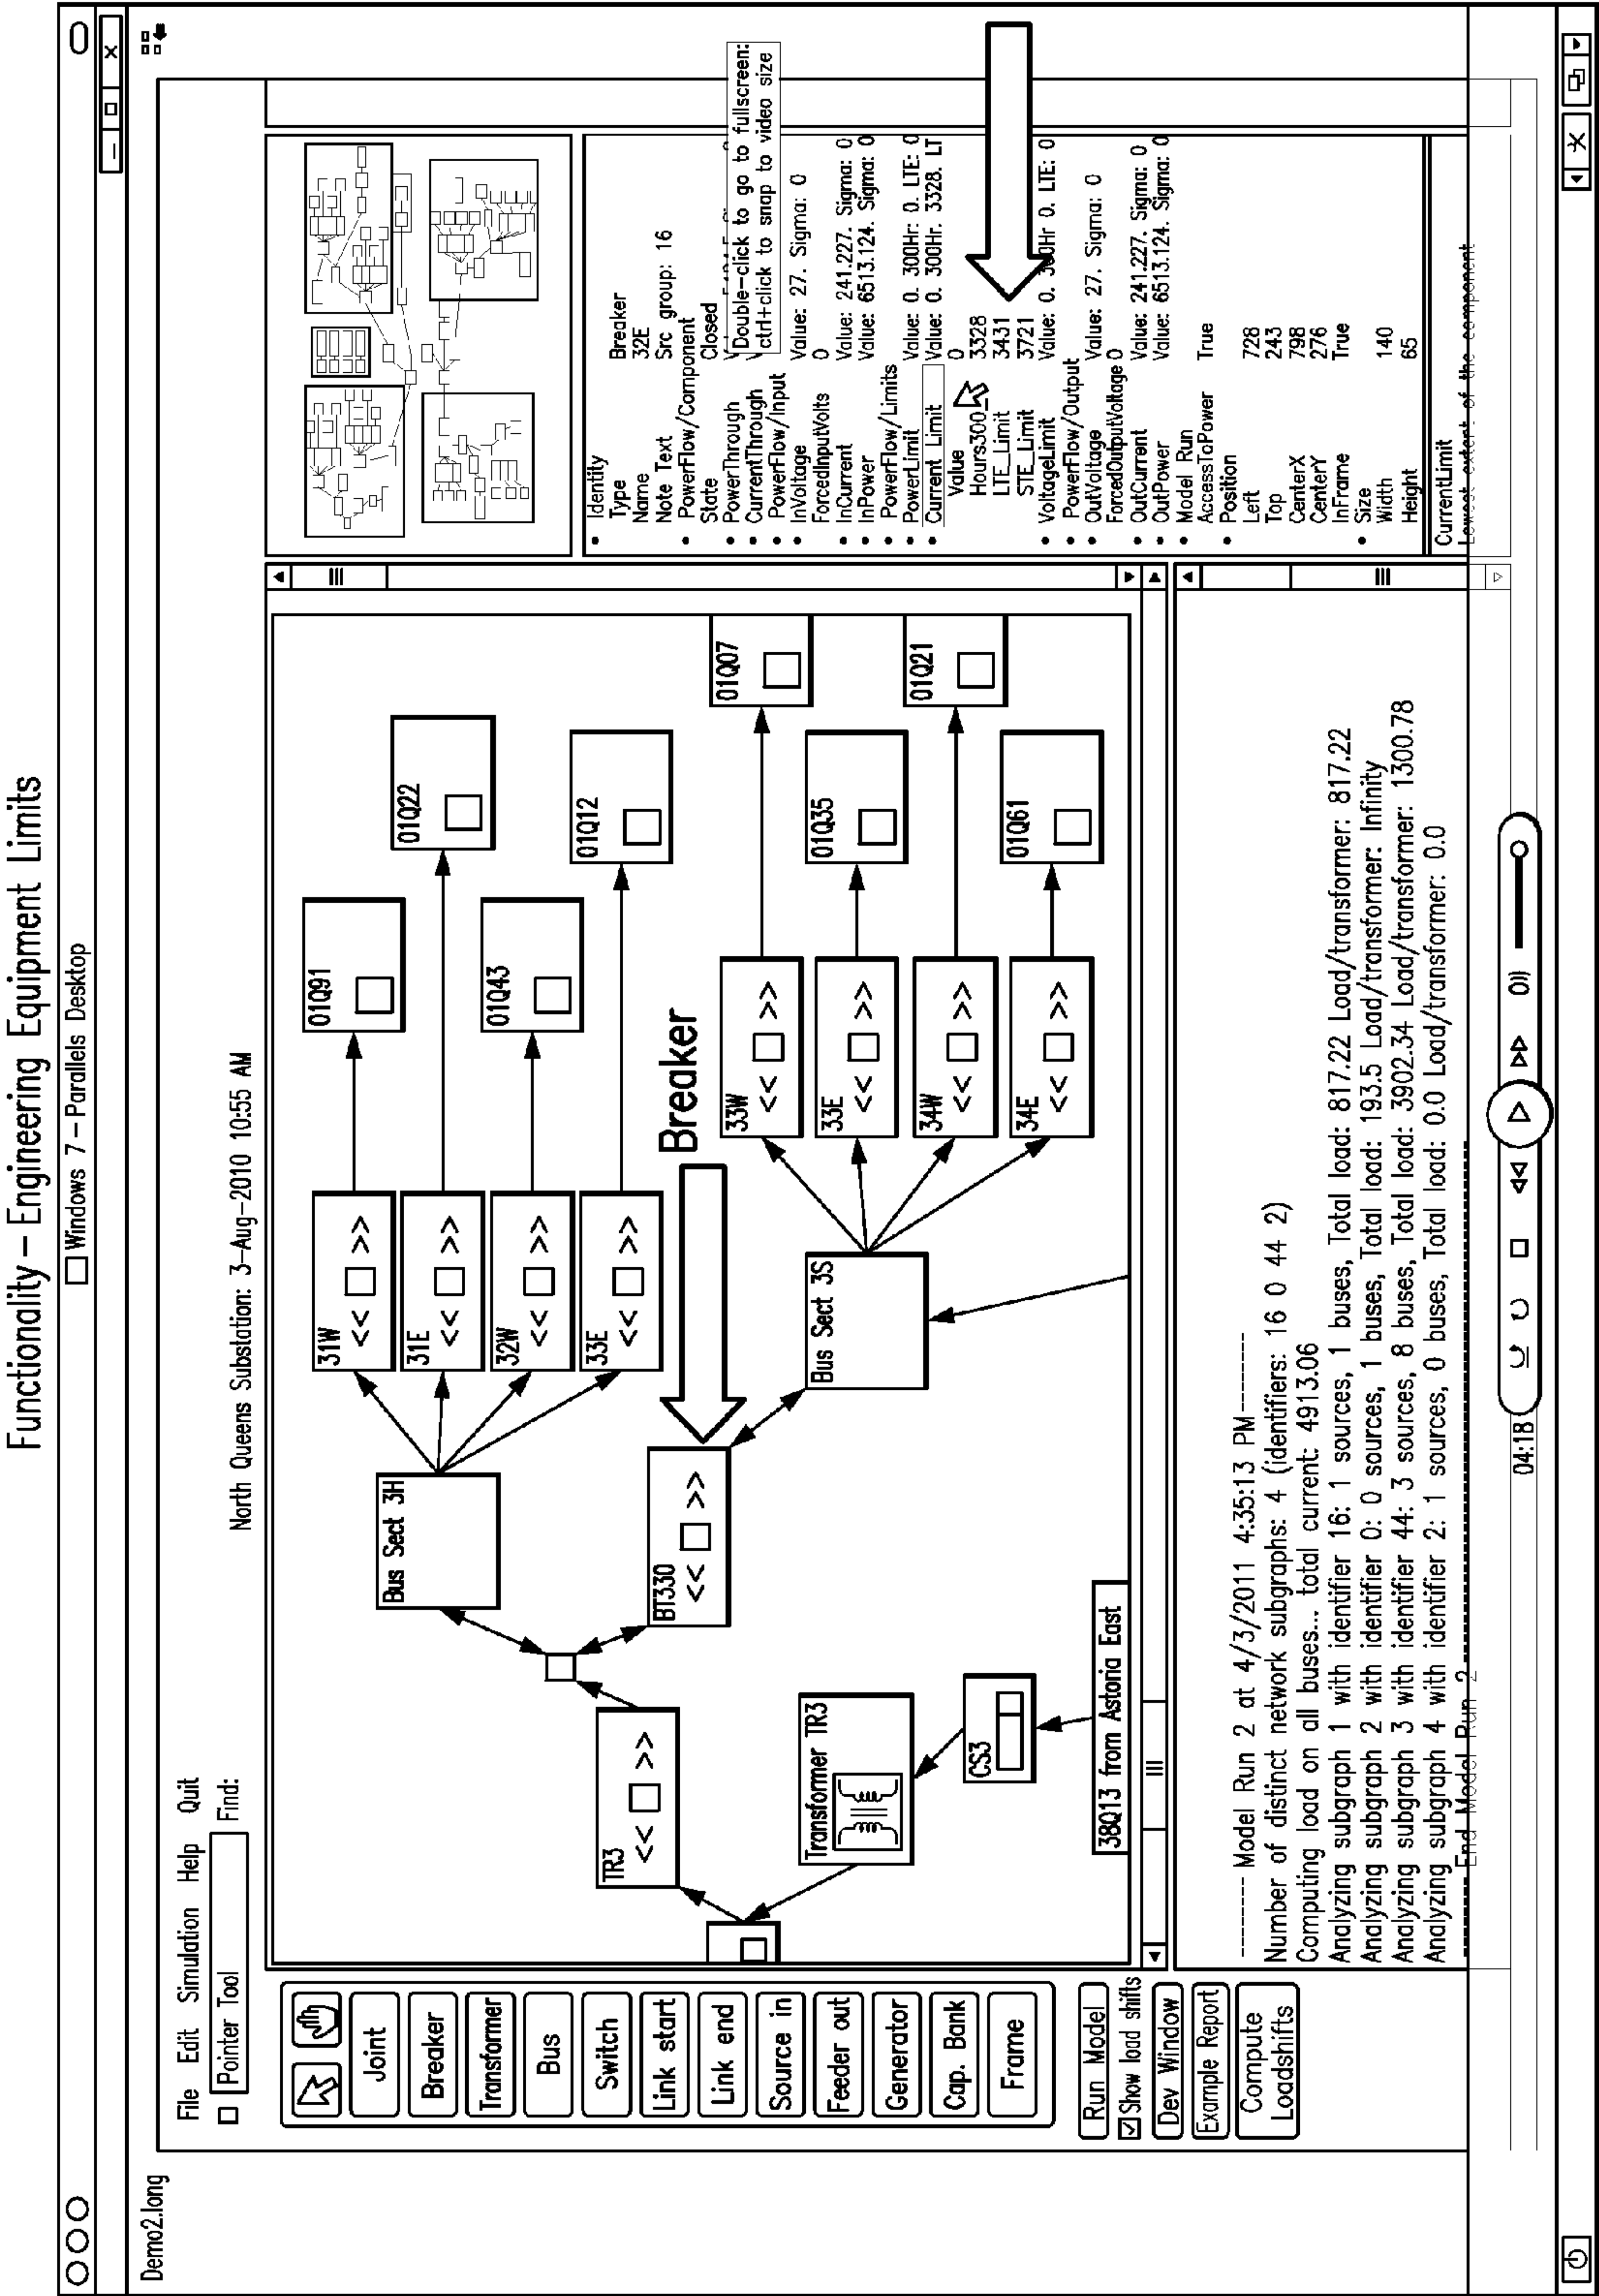 Functionality – Engineering Equipment Limits
Windows 7 – Parallels Desktop
Demo2.long
File Edit Simulation Help Quit
Pointer Tool Find:
North Queens Substation: 3–Aug–2010 10:55 AM
Joint
Breaker
Transformer
Bus
Switch
Link start
Link end
Source in
Feeder out
Generator
Cap. Bank
Frame
Run Model
Show load shifts
Dev Window
Example Report
Compute
Loadshifts
Bus Sect 3H
31W
<< >>
31E
<< >>
32W
<< >>
33E
<< >>
01Q91
01Q22
01Q43
01Q12
TR3
<< >>
BT330
<< >>
Breaker
Transformer TR3
CS3
38Q13 from Astoria East
Bus Sect 3S
33W
<< >>
33E
<< >>
34W
<< >>
34E
<< >>
01Q07
01Q35
01Q21
01Q61
• Identity
Type Breaker
Name 32E
Note Text Src group: 16
• PowerFlow/Component
State Closed
• PowerThrough
• CurrentThrough
Double–click to go to fullscreen:
ctrl+click to snap to video size
• PowerFlow/Input
• InVoltage Value: 27. Sigma: 0
ForcedInputVolts 0
• InCurrent Value: 241.227. Sigma: 0
• InPower Value: 6513.124. Sigma: 0
PowerFlow/Limits
• PowerLimit Value: 0. 300Hr: 0. LTE: 0
• Current Limit Value: 0. 300Hr. 3328. LT
Value 0
Hours300_ 3328
LTE_Limit 3431
STE_Limit 3721
• VoltageLimit Value: 0. 300Hr 0. LTE: 0
• PowerFlow/Output
• OutVoltage Value: 27. Sigma: 0
ForcedOutputVoltage 0
• OutCurrent Value: 241.227. Sigma: 0
• OutPower Value: 6513.124. Sigma: 0
• Model Run
AccessToPower True
• Position
Left 728
Top 243
CenterX 798
CenterY 276
InFrame True
• Size
Width 140
Height 65
CurrentLimit
Lowest extent of the component
-------- Model Run 2 at 4/3/2011 4:35:13 PM--------
Number of distinct network subgraphs: 4 (identifiers: 16 0 44 2)
Computing load on all buses... total current: 4913.06
Analyzing subgraph 1 with identifier 16: 1 sources, 1 buses, Total load: 817.22 Load/transformer: 817.22
Analyzing subgraph 2 with identifier 0: 0 sources, 1 buses, Total load: 193.5 Load/transformer: Infinity
Analyzing subgraph 3 with identifier 44: 3 sources, 8 buses, Total load: 3902.34 Load/transformer: 1300.78
Analyzing subgraph 4 with identifier 2: 1 sources, 0 buses, Total load: 0.0 Load/transformer: 0.0
End Model Run 2
04:18